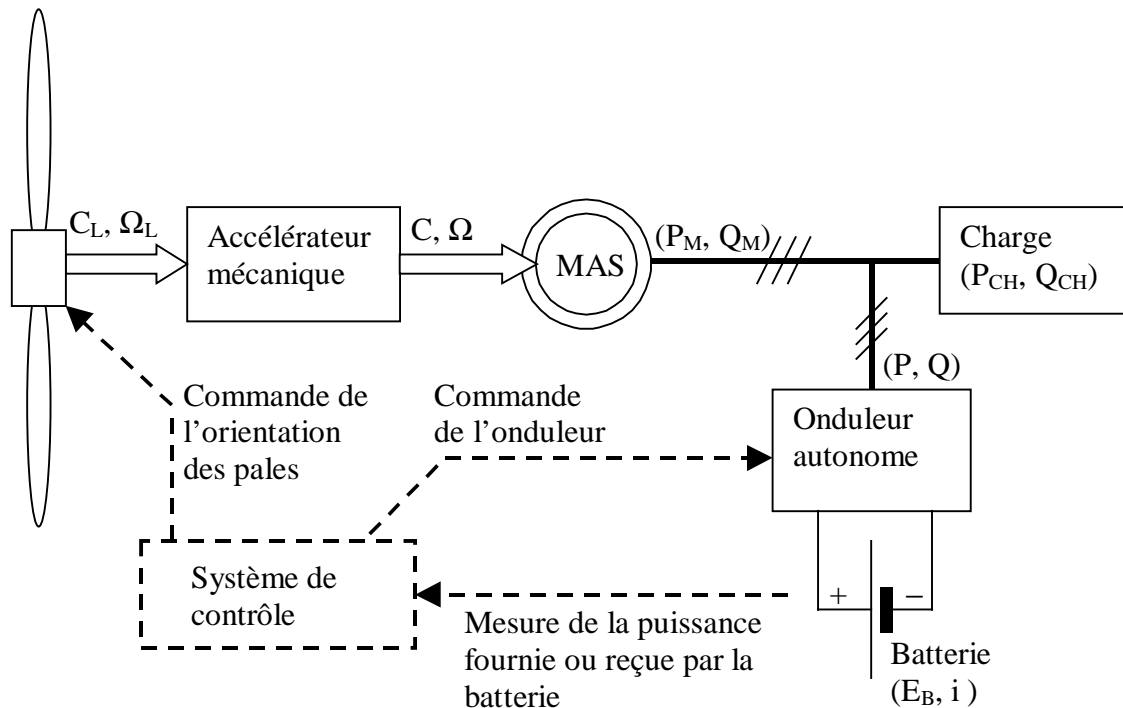 C_L, Ω_L
Accélérateur
mécanique
C, Ω
MAS
(P_M, Q_M)
Charge
(P_CH, Q_CH)
(P, Q)
Commande de
l'orientation
des pales
Commande
de l'onduleur
Onduleur
autonome
Système de
contrôle
Mesure de la puissance
fournie ou reçue par la
batterie
+ −
Batterie
(E_B, i )